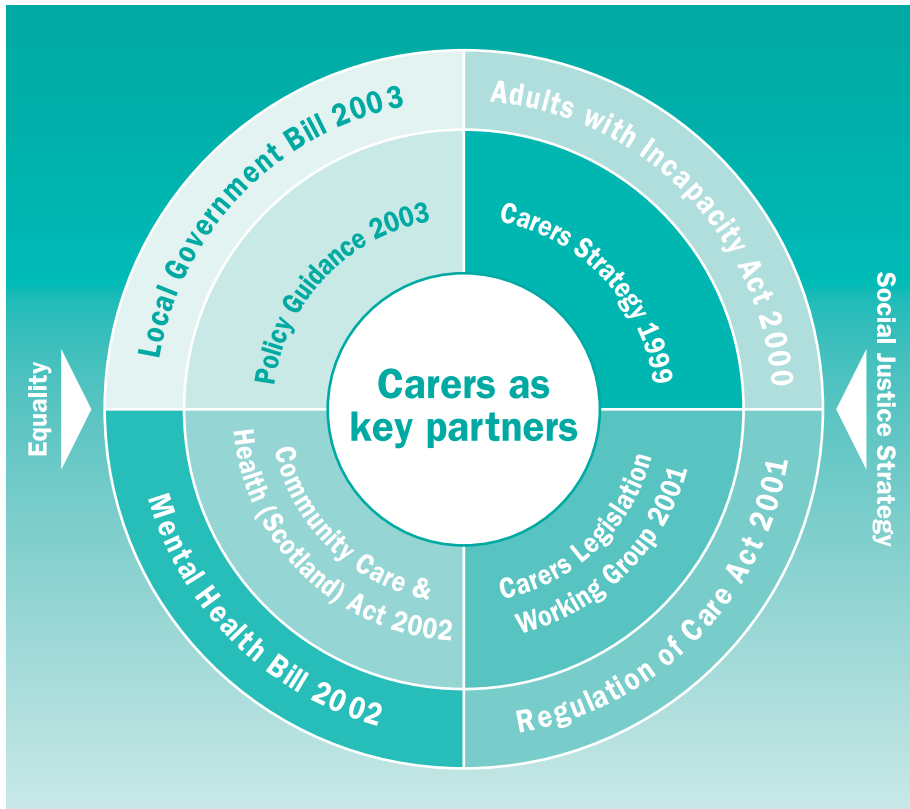 Local Government Bill 2003
Adults with Incapacity Act 2000
Policy Guidance 2003
Carers Strategy 1999
Equality
Carers as
key partners
Social Justice Strategy
Community Care &
Health (Scotland) Act 2002
Carers Legislation
Working Group 2001
Mental Health Bill 2002
Regulation of Care Act 2001